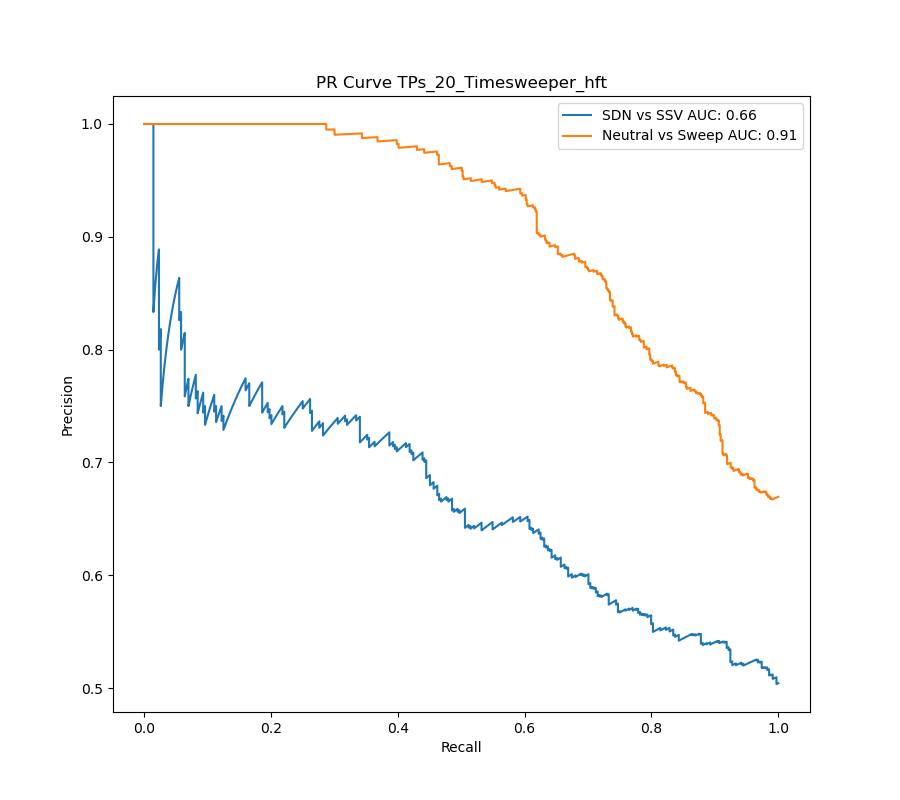 PR Curve TPs_20_Timesweeper_hft
SDN vs SSV AUC: 0.66
Neutral vs Sweep AUC: 0.91
1.0
0.9
0.8
0.7
0.6
0.5
Precision
0.0 0.2 0.4 0.6 0.8 1.0
Recall